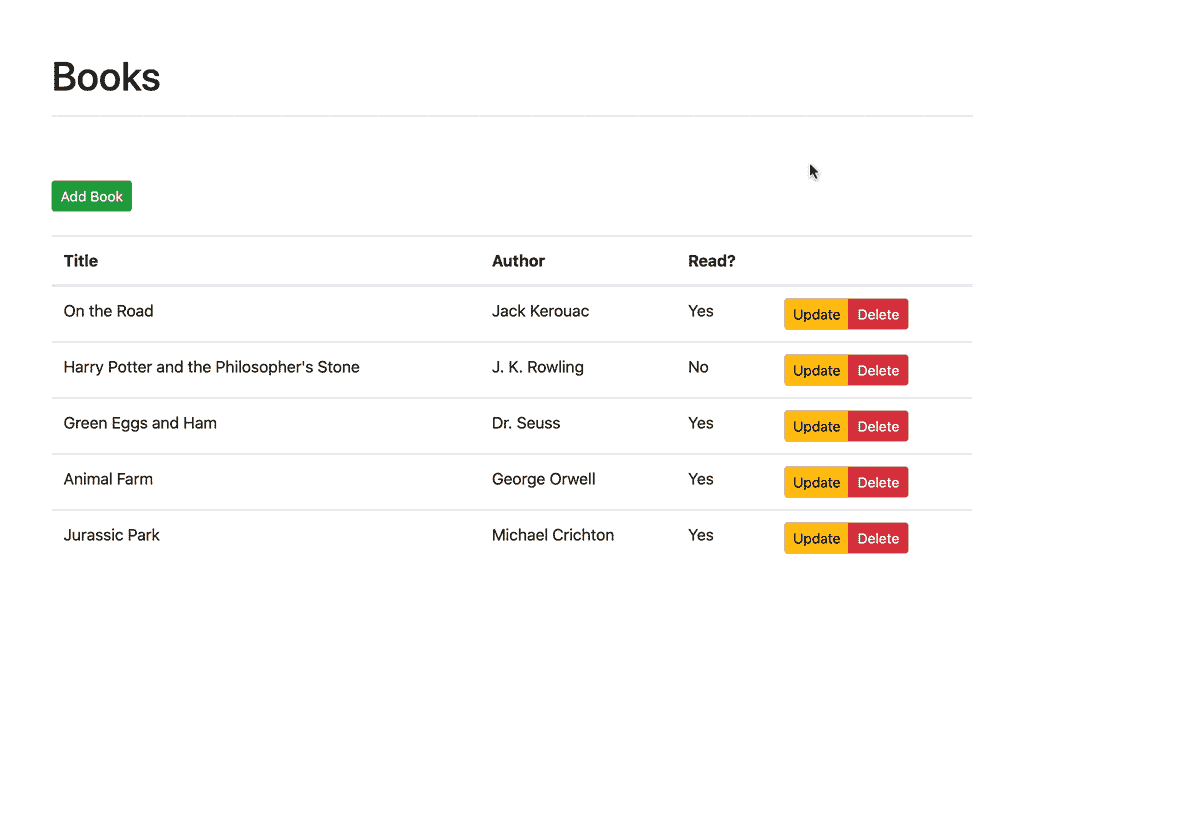 Books
Add Book
Title Author Read?
On the Road Jack Kerouac Yes Update Delete
Harry Potter and the Philosopher's Stone J. K. Rowling No Update Delete
Green Eggs and Ham Dr. Seuss Yes Update Delete
Animal Farm George Orwell Yes Update Delete
Jurassic Park Michael Crichton Yes Update Delete